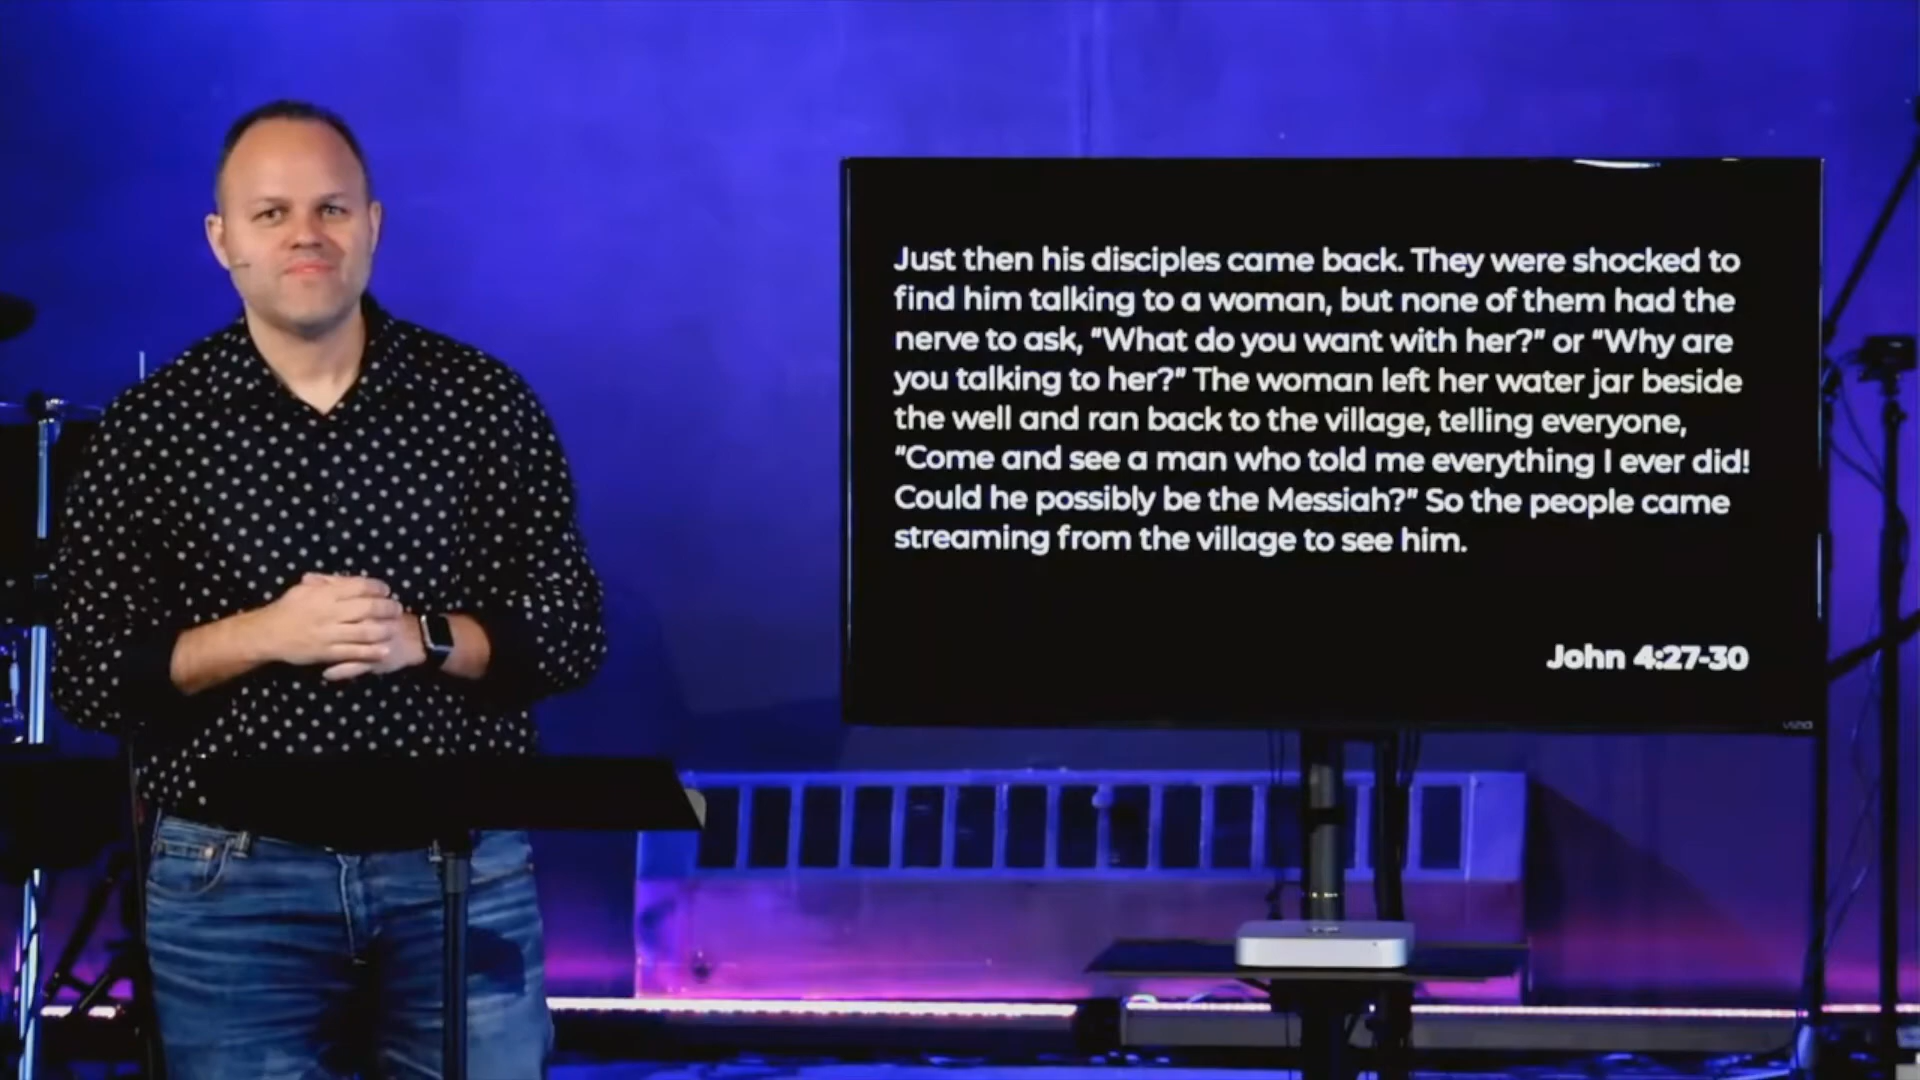 Just then his disciples came back. They were shocked to
find him talking to a woman, but none of them had the
nerve to ask, "What do you want with her?" or "Why are
you talking to her?" The woman left her water jar beside
the well and ran back to the village, telling everyone,
"Come and see a man who told me everything I ever did!
Could he possibly be the Messiah?" So the people came
streaming from the village to see him.
John 4:27-30
VIZIO